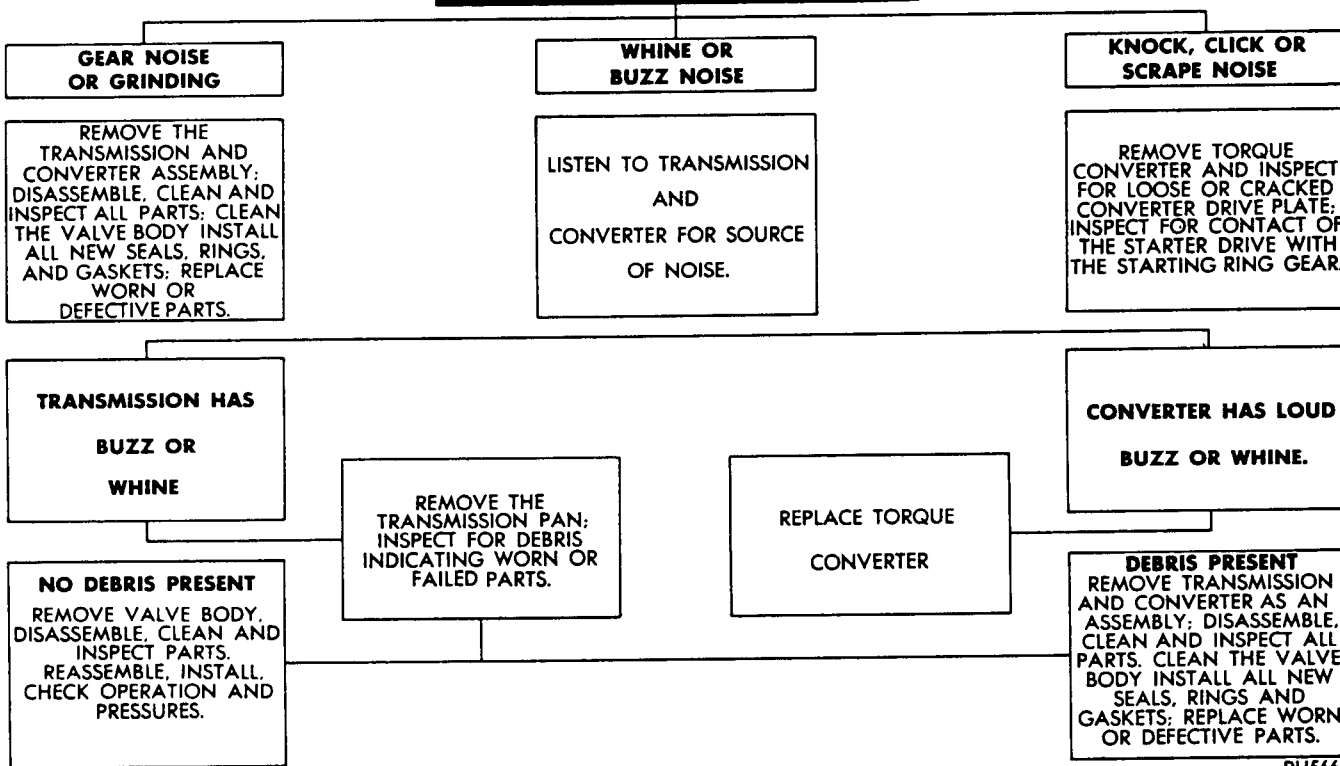 GEAR NOISE
OR GRINDING
WHINE OR
BUZZ NOISE
KNOCK, CLICK OR
SCRAPE NOISE
REMOVE THE
TRANSMISSION AND
CONVERTER ASSEMBLY;
DISASSEMBLE, CLEAN AND
INSPECT ALL PARTS; CLEAN
THE VALVE BODY INSTALL
ALL NEW SEALS, RINGS,
AND GASKETS; REPLACE
WORN OR
DEFECTIVE PARTS.
LISTEN TO TRANSMISSION
AND
CONVERTER FOR SOURCE
OF NOISE.
REMOVE TORQUE
CONVERTER AND INSPECT
FOR LOOSE OR CRACKED
CONVERTER DRIVE PLATE;
INSPECT FOR CONTACT OF
THE STARTER DRIVE WITH
THE STARTING RING GEAR.
TRANSMISSION HAS
BUZZ OR
WHINE
CONVERTER HAS LOUD
BUZZ OR WHINE.
REMOVE THE
TRANSMISSION PAN;
INSPECT FOR DEBRIS
INDICATING WORN OR
FAILED PARTS.
REPLACE TORQUE
CONVERTER
NO DEBRIS PRESENT
REMOVE VALVE BODY,
DISASSEMBLE, CLEAN AND
INSPECT PARTS.
REASSEMBLE, INSTALL,
CHECK OPERATION AND
PRESSURES.
DEBRIS PRESENT
REMOVE TRANSMISSION
AND CONVERTER AS AN
ASSEMBLY; DISASSEMBLE,
CLEAN AND INSPECT ALL
PARTS. CLEAN THE VALVE
BODY INSTALL ALL NEW
SEALS, RINGS AND
GASKETS; REPLACE WORN
OR DEFECTIVE PARTS.